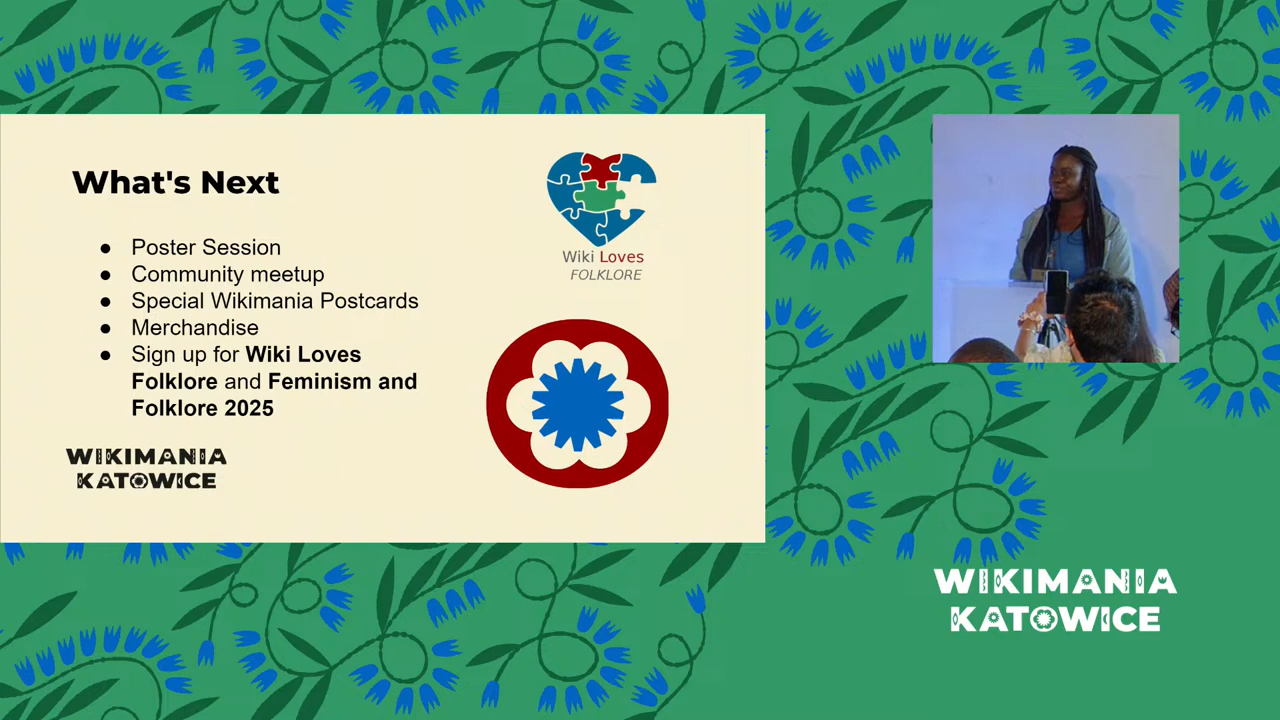 What's Next
● Poster Session
● Community meetup
● Special Wikimania Postcards
● Merchandise
● Sign up for Wiki Loves
Folklore and Feminism and
Folklore 2025
WIKIMANIA
KATOWICE
Wiki Loves
FOLKLORE
WIKIMANIA
KATOWICE